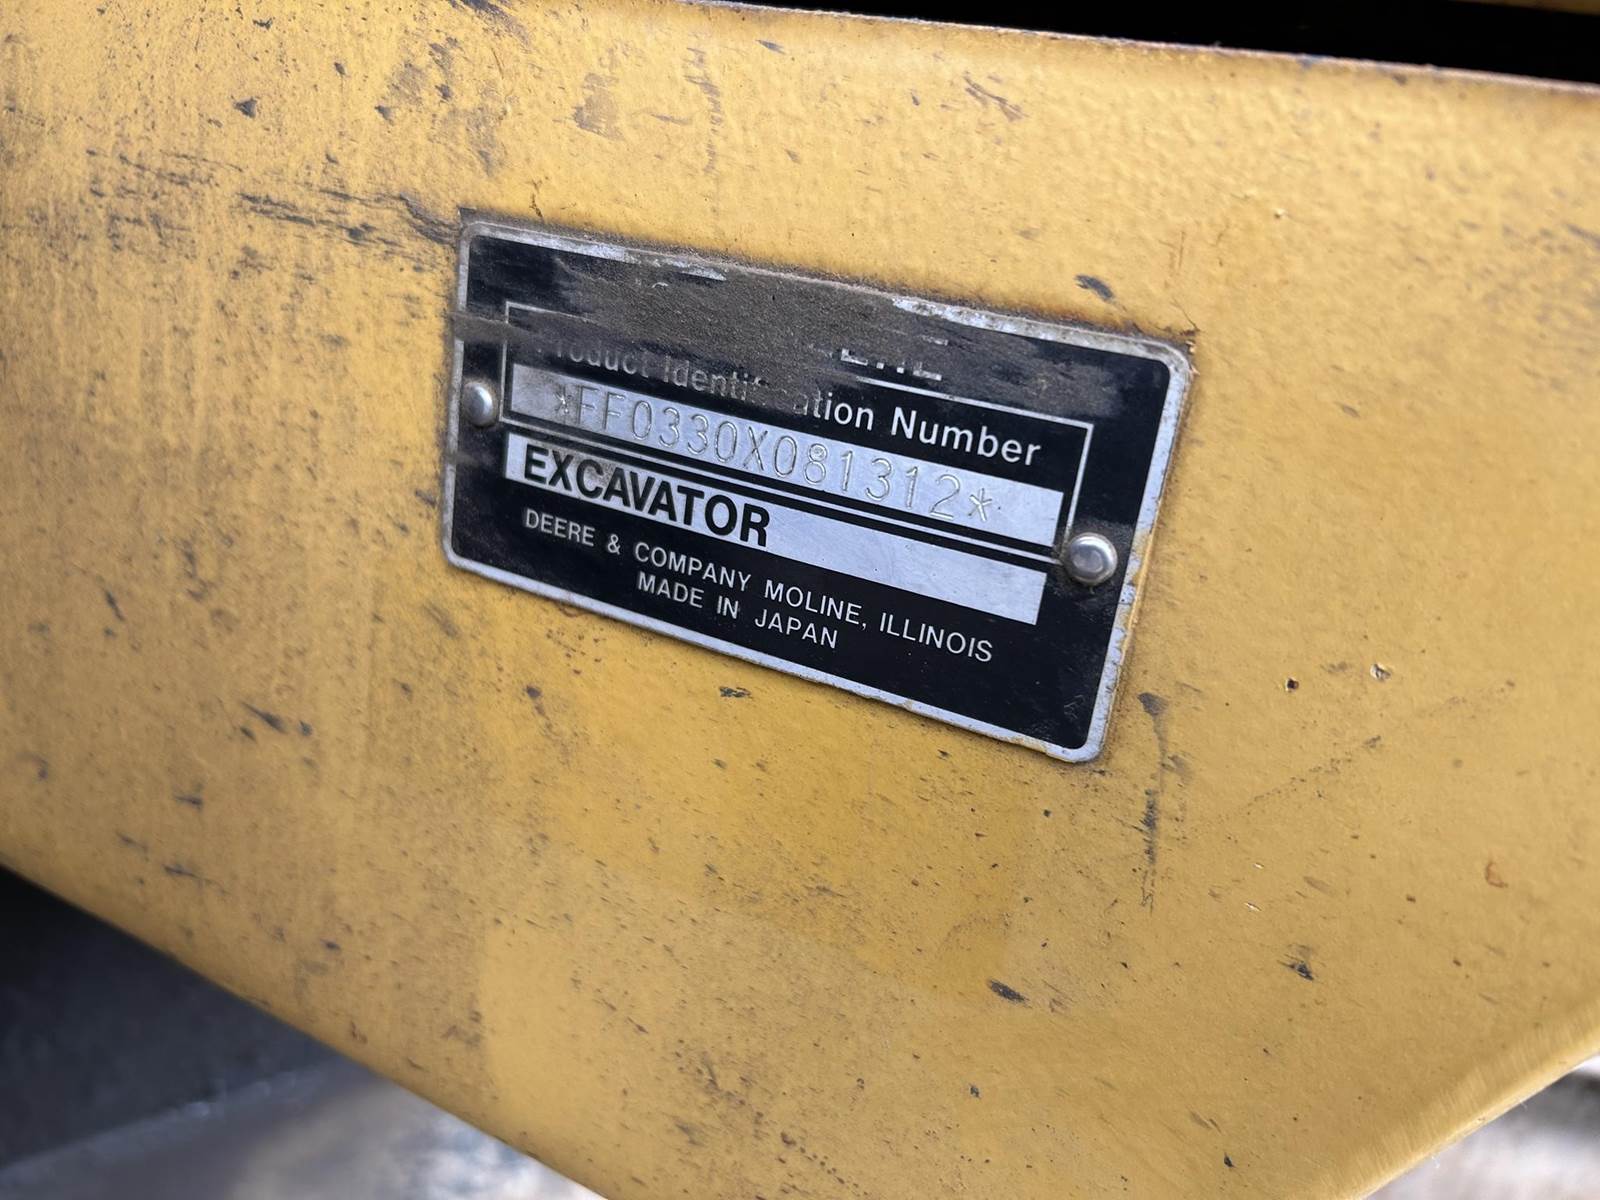 Product Identification Number
*FF0330X081312*
EXCAVATOR
DEERE & COMPANY MOLINE, ILLINOIS
MADE IN JAPAN